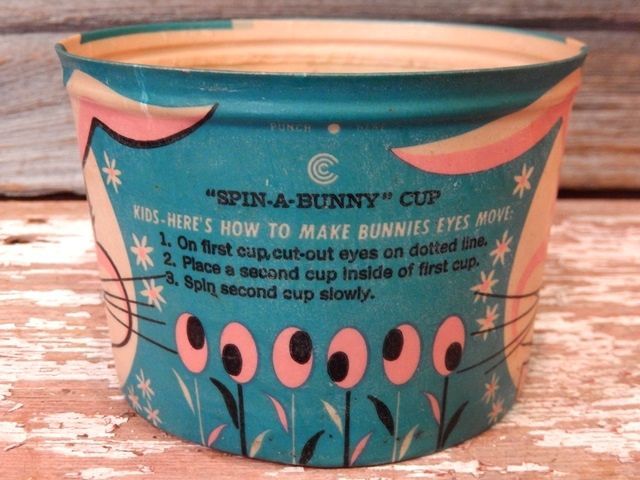 PUNCH
"SPIN-A-BUNNY" CUP
KIDS-HERE'S HOW TO MAKE BUNNIES EYES MOVE:
1. On first cup, cut-out eyes on dotted line.
2. Place a second cup inside of first cup.
3. Spin second cup slowly.